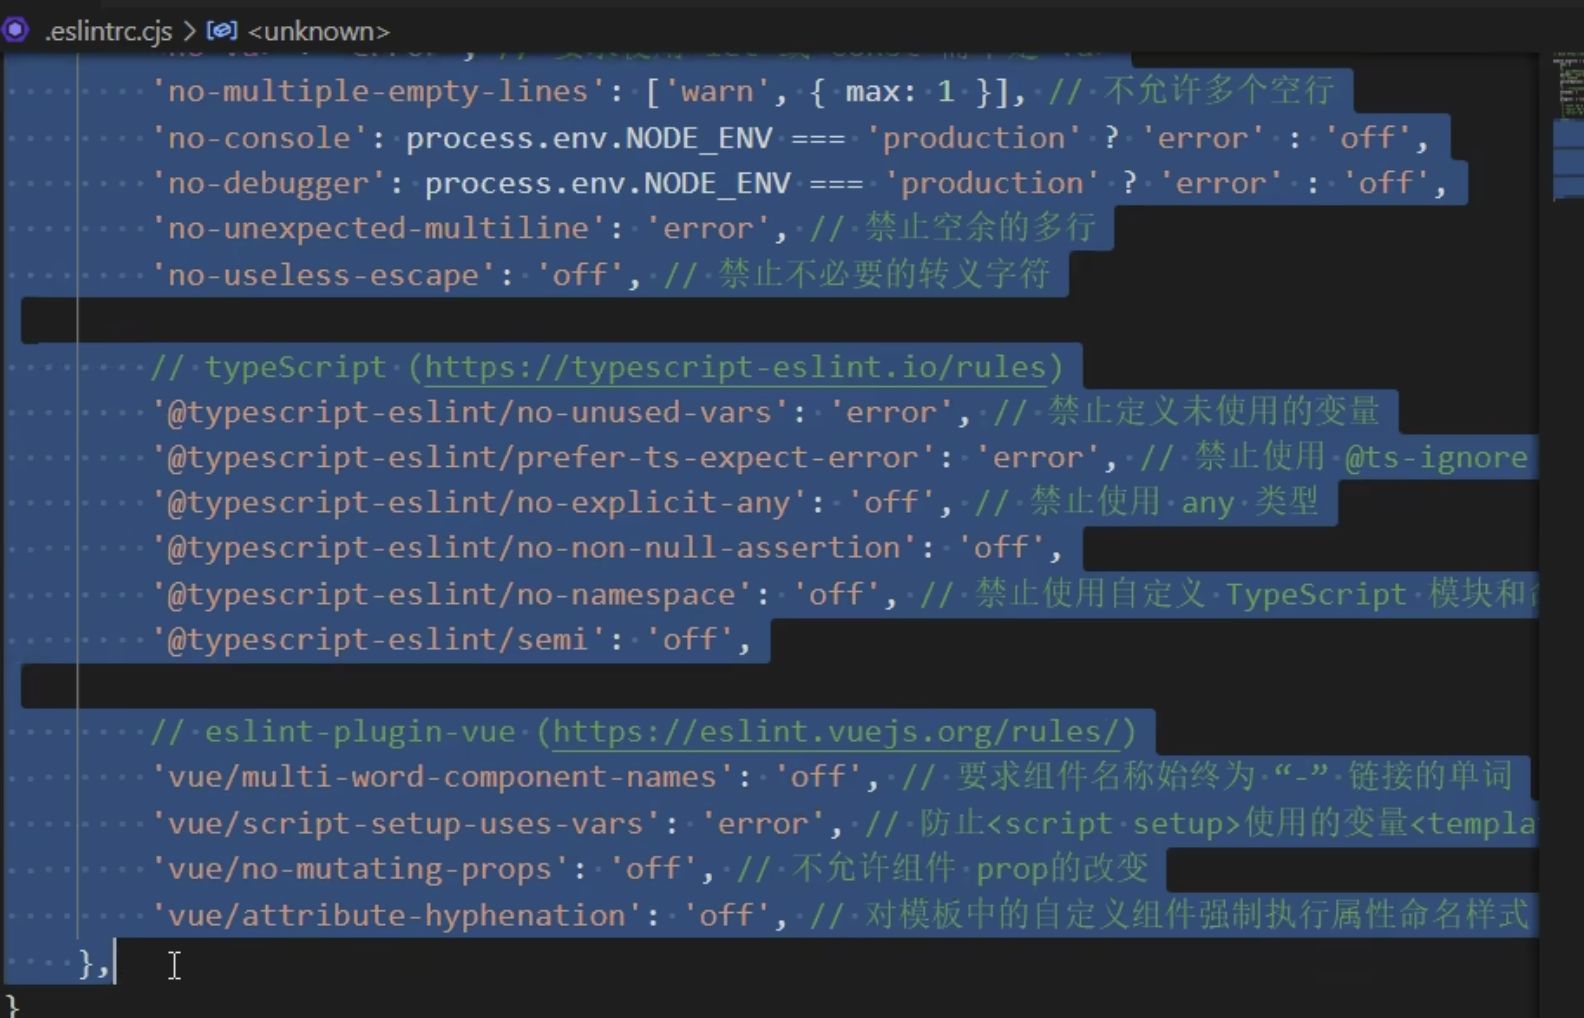 .eslintrc.cjs > <unknown>
'no-multiple-empty-lines': ['warn', { max: 1 }], // 不允许多个空行
'no-console': process.env.NODE_ENV === 'production' ? 'error' : 'off',
'no-debugger': process.env.NODE_ENV === 'production' ? 'error' : 'off',
'no-unexpected-multiline': 'error', // 禁止空余的多行
'no-useless-escape': 'off', // 禁止不必要的转义字符
// typeScript (https://typescript-eslint.io/rules)
'@typescript-eslint/no-unused-vars': 'error', // 禁止定义未使用的变量
'@typescript-eslint/prefer-ts-expect-error': 'error', // 禁止使用 @ts-ignore
'@typescript-eslint/no-explicit-any': 'off', // 禁止使用 any 类型
'@typescript-eslint/no-non-null-assertion': 'off',
'@typescript-eslint/no-namespace': 'off', // 禁止使用自定义 TypeScript 模块和
'@typescript-eslint/semi': 'off',
// eslint-plugin-vue (https://eslint.vuejs.org/rules/)
'vue/multi-word-component-names': 'off', // 要求组件名称始终为 “-” 链接的单词
'vue/script-setup-uses-vars': 'error', // 防止<script setup>使用的变量<templa
'vue/no-mutating-props': 'off', // 不允许组件 prop的改变
'vue/attribute-hyphenation': 'off', // 对模板中的自定义组件强制执行属性命名样式
},
}